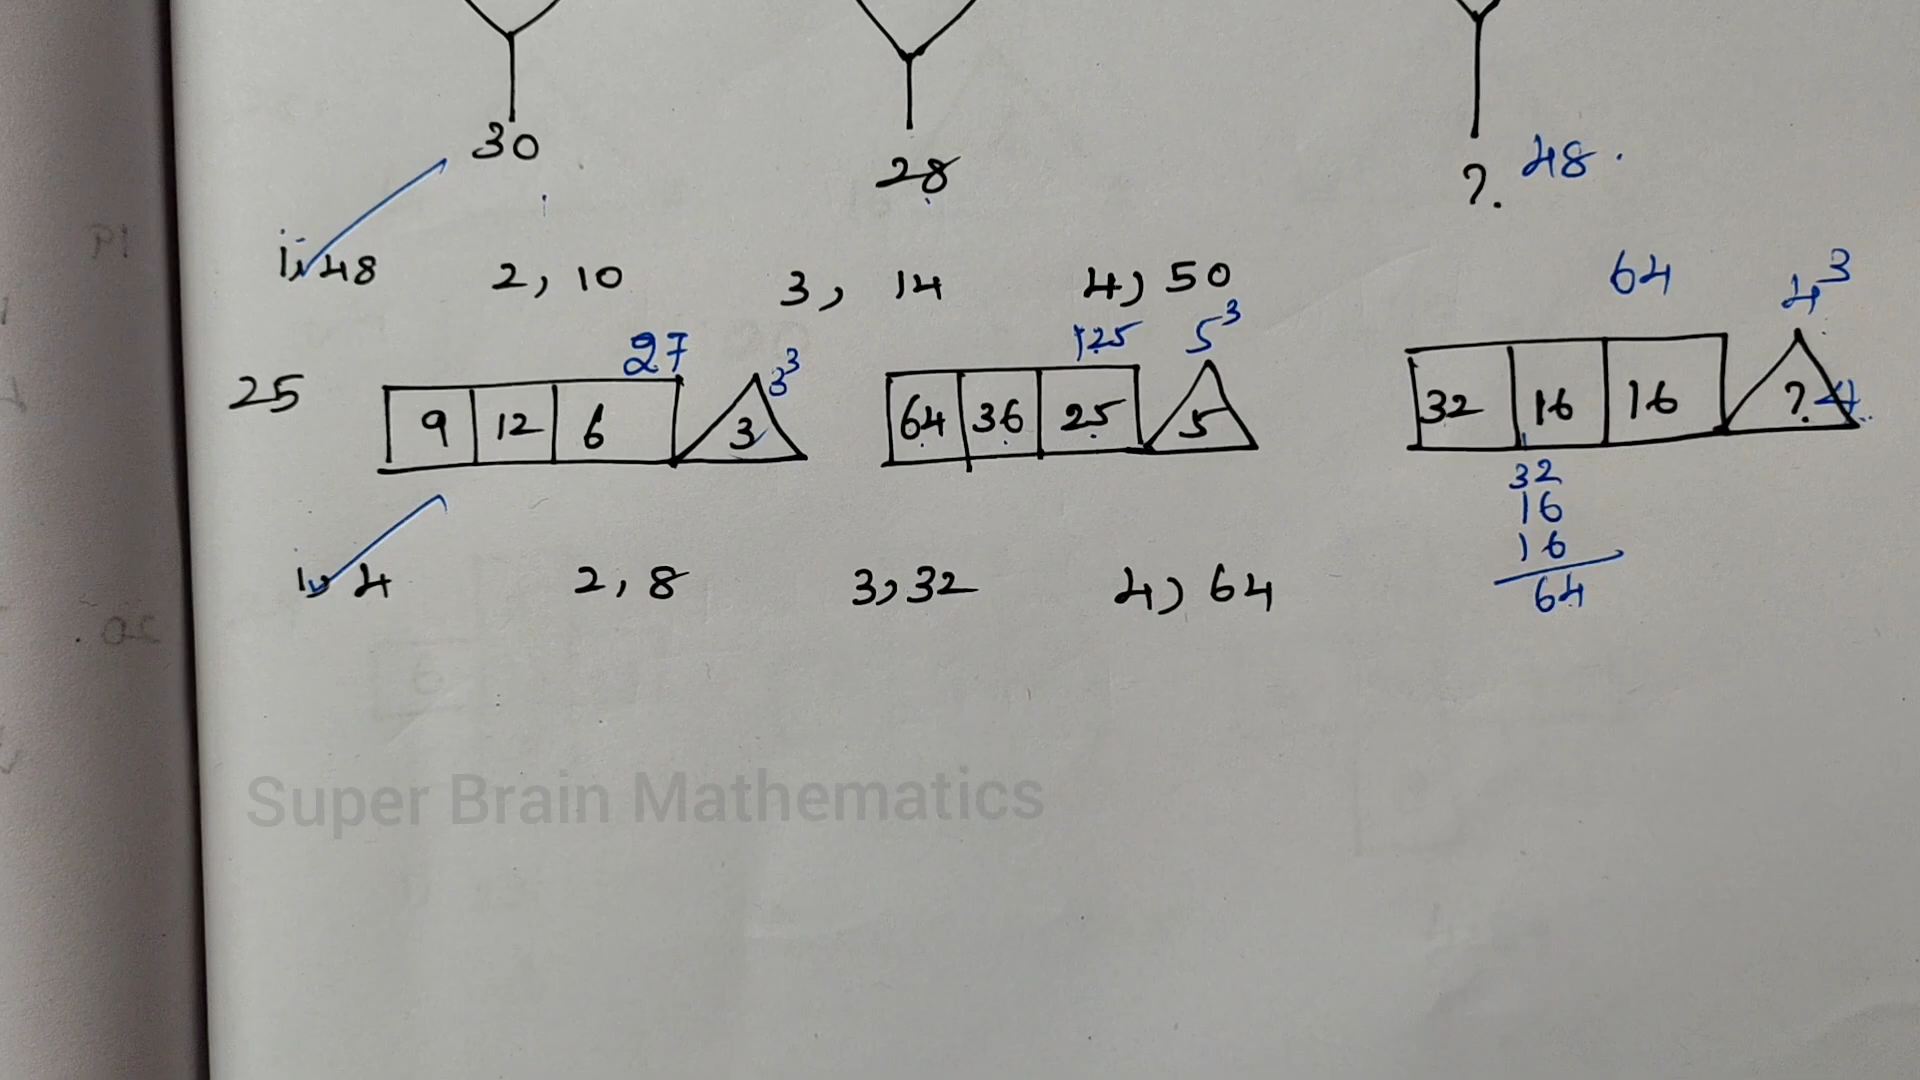 30 28 ? 48.
1, 48 2, 10 3, 14 4) 50
27 3³ 125 5³ 64 4³
25 9 12 6 3 64 36 25 5 32 16 16 ? 4
32
16
16
64
1, 4 2, 8 3, 32 4) 64
Super Brain Mathematics